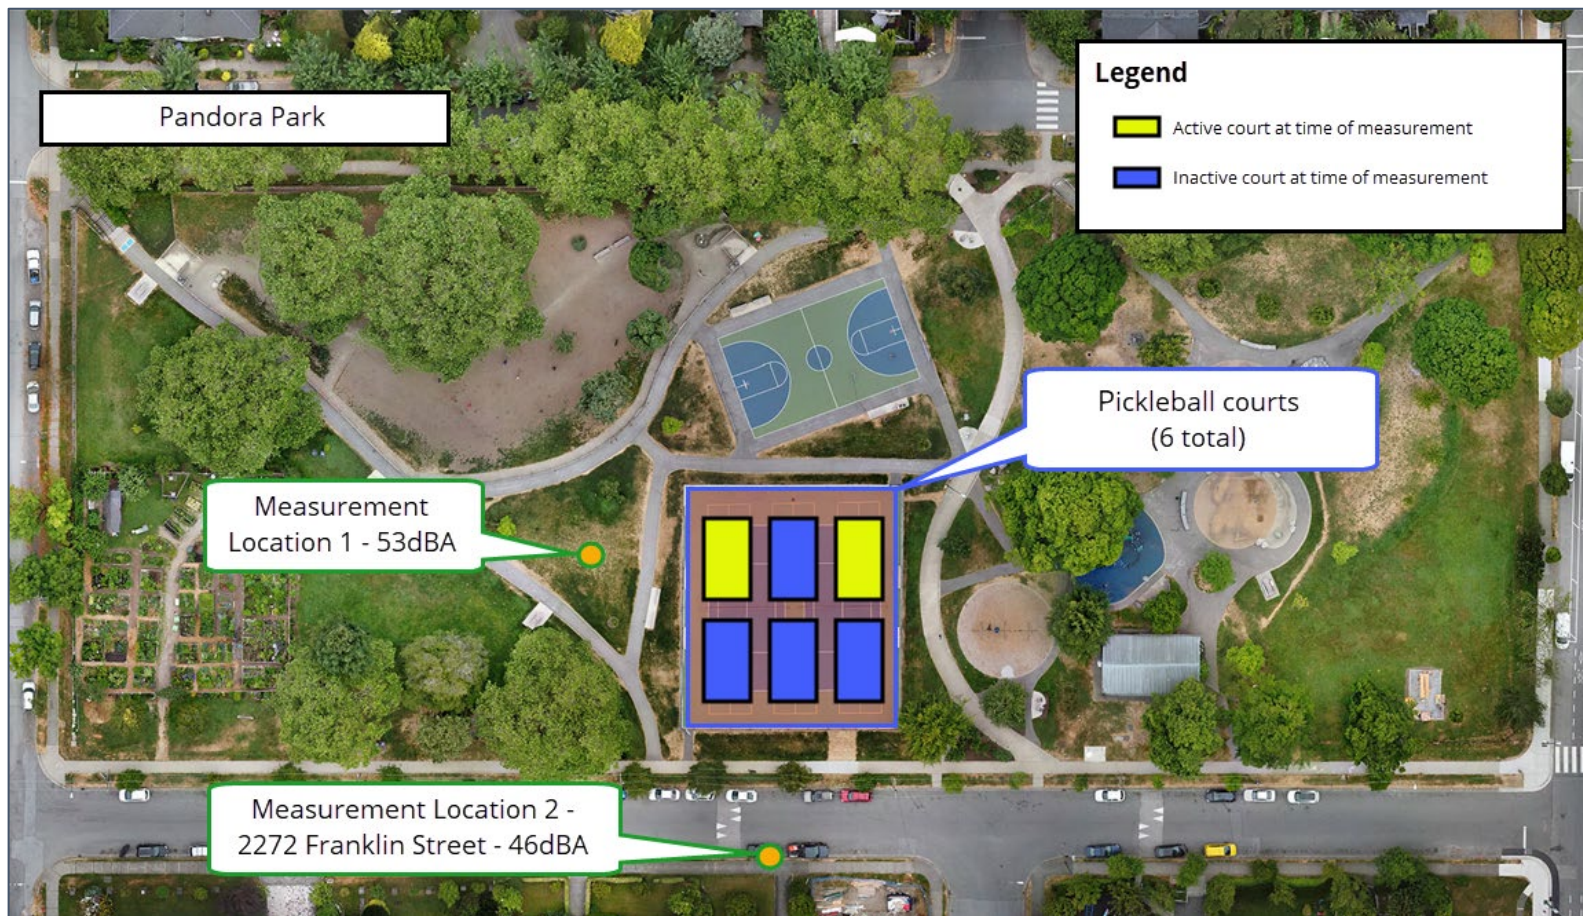 Pandora Park
Legend
Active court at time of measurement
Inactive court at time of measurement
Pickleball courts
(6 total)
Measurement
Location 1 - 53dBA
Measurement Location 2 -
2272 Franklin Street - 46dBA